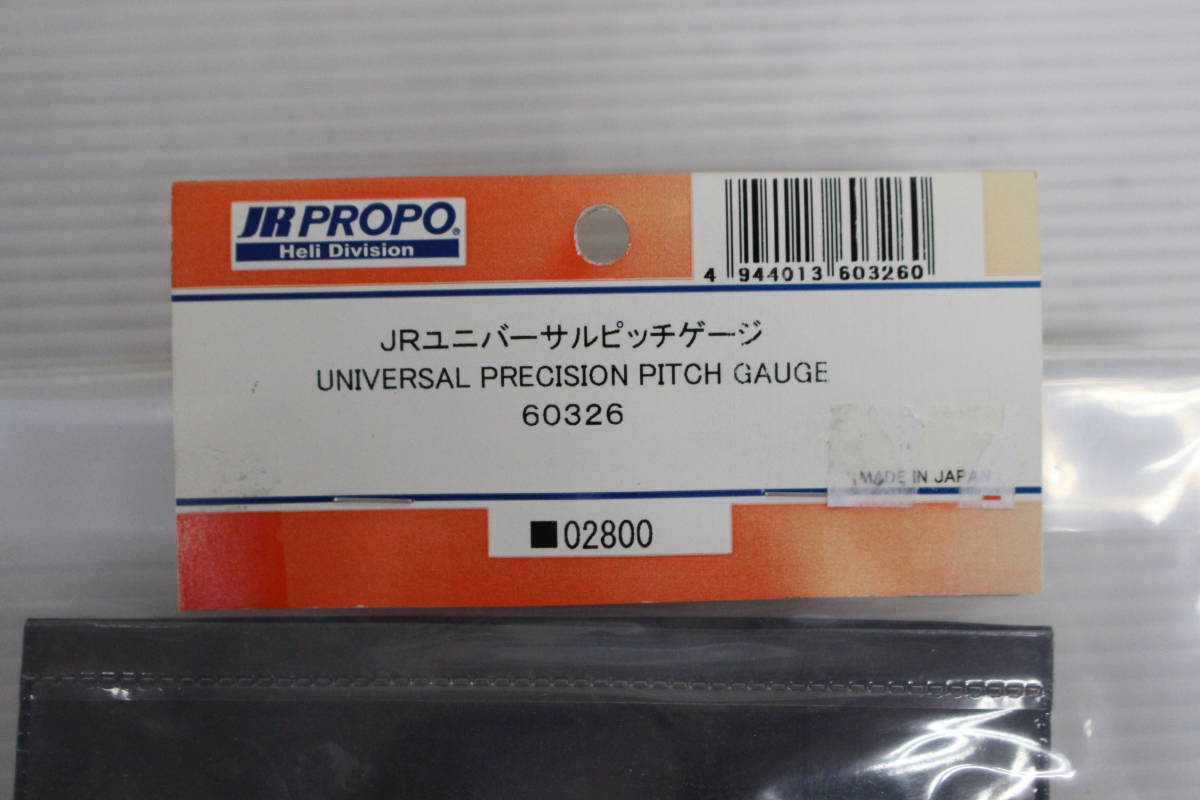 JR PROPO®
Heli Division
4 944013 603260
JRユニバーサルピッチゲージ
UNIVERSAL PRECISION PITCH GAUGE
60326
MADE IN JAPAN
■02800